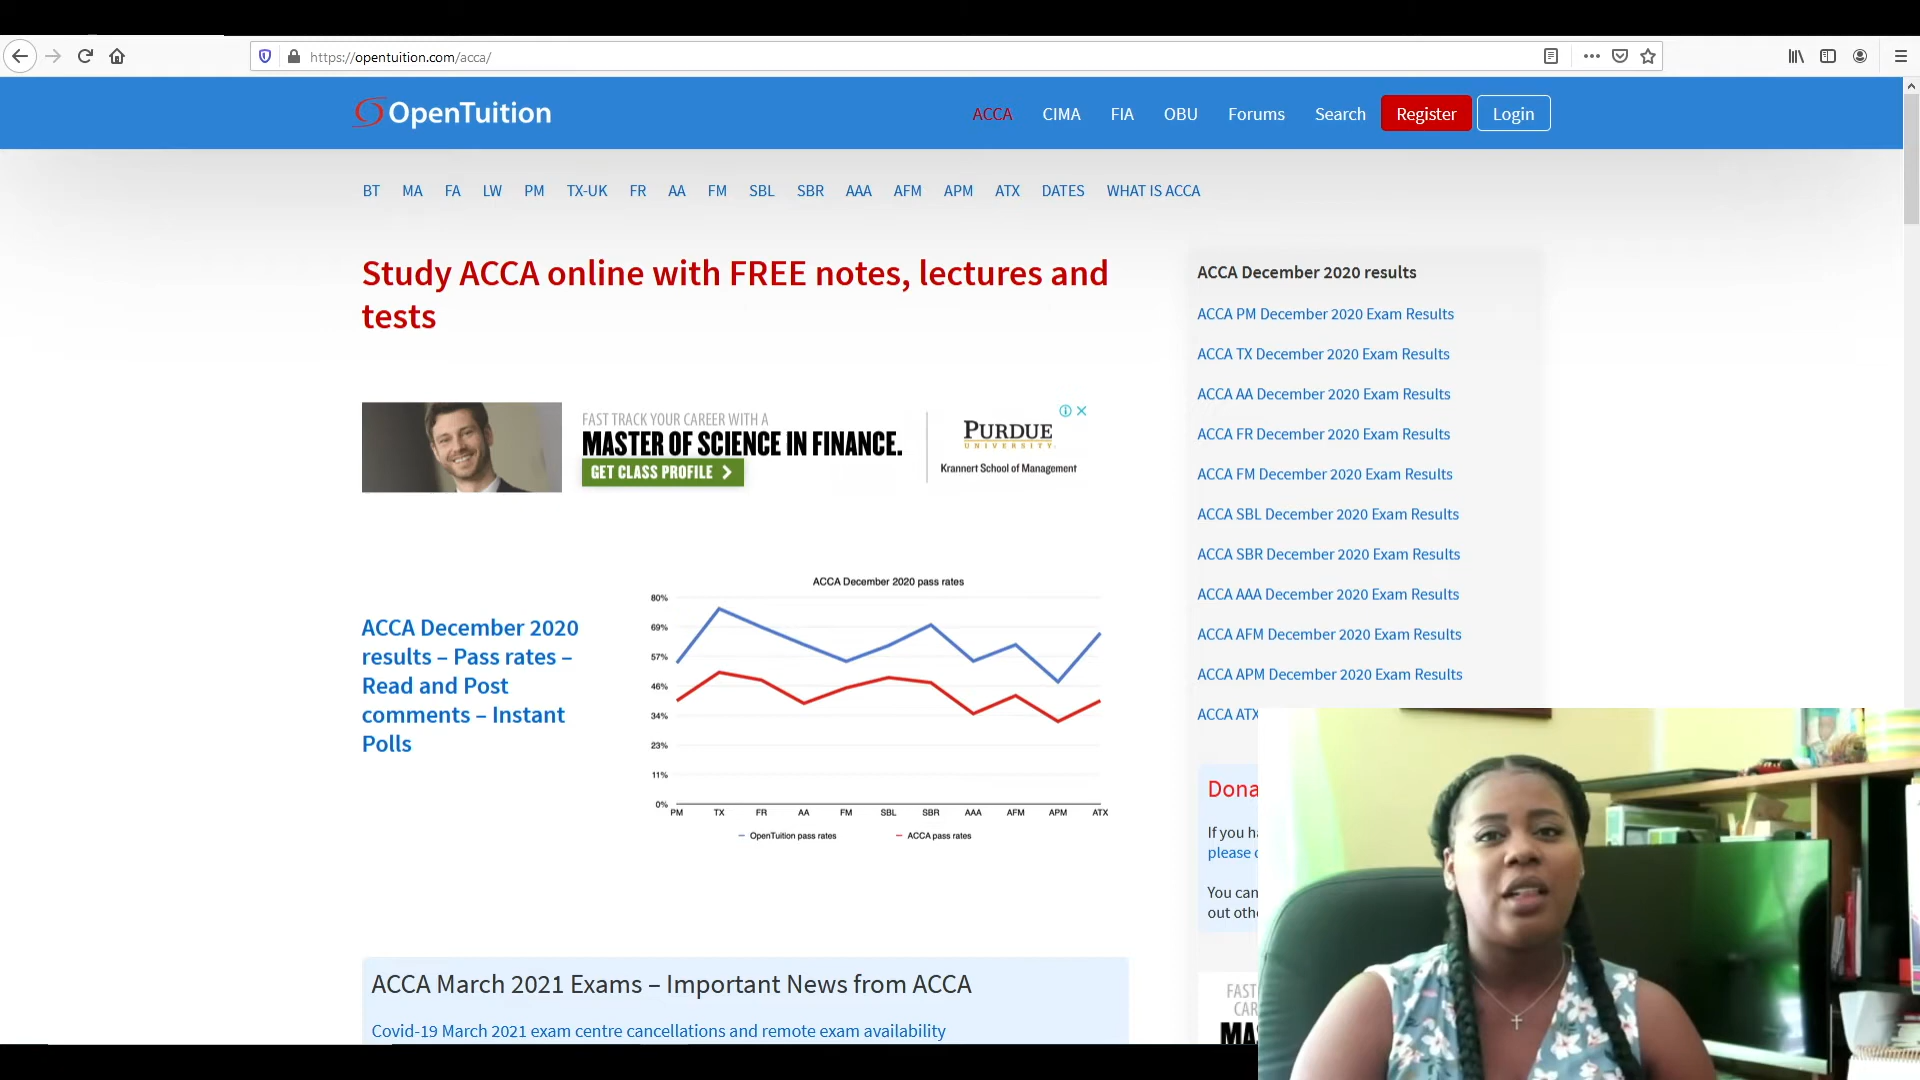 https://opentuition.com/acca/
OpenTuition
ACCA CIMA FIA OBU Forums Search Register Login
BT MA FA LW PM TX-UK FR AA FM SBL SBR AAA AFM APM ATX DATES WHAT IS ACCA
Study ACCA online with FREE notes, lectures and
tests
FAST TRACK YOUR CAREER WITH A
MASTER OF SCIENCE IN FINANCE.
GET CLASS PROFILE
PURDUE
UNIVERSITY.
Krannert School of Management
ACCA December 2020
results – Pass rates –
Read and Post
comments – Instant
Polls
ACCA December 2020 pass rates
80%
69%
57%
46%
34%
23%
11%
0%
PM TX FR AA FM SBL SBR AAA AFM APM ATX
OpenTuition pass rates ACCA pass rates
ACCA March 2021 Exams – Important News from ACCA
Covid-19 March 2021 exam centre cancellations and remote exam availability
ACCA December 2020 results
ACCA PM December 2020 Exam Results
ACCA TX December 2020 Exam Results
ACCA AA December 2020 Exam Results
ACCA FR December 2020 Exam Results
ACCA FM December 2020 Exam Results
ACCA SBL December 2020 Exam Results
ACCA SBR December 2020 Exam Results
ACCA AAA December 2020 Exam Results
ACCA AFM December 2020 Exam Results
ACCA APM December 2020 Exam Results
ACCA ATX
Dona
If you ha
please
You can
out
FAST
CAR
MA